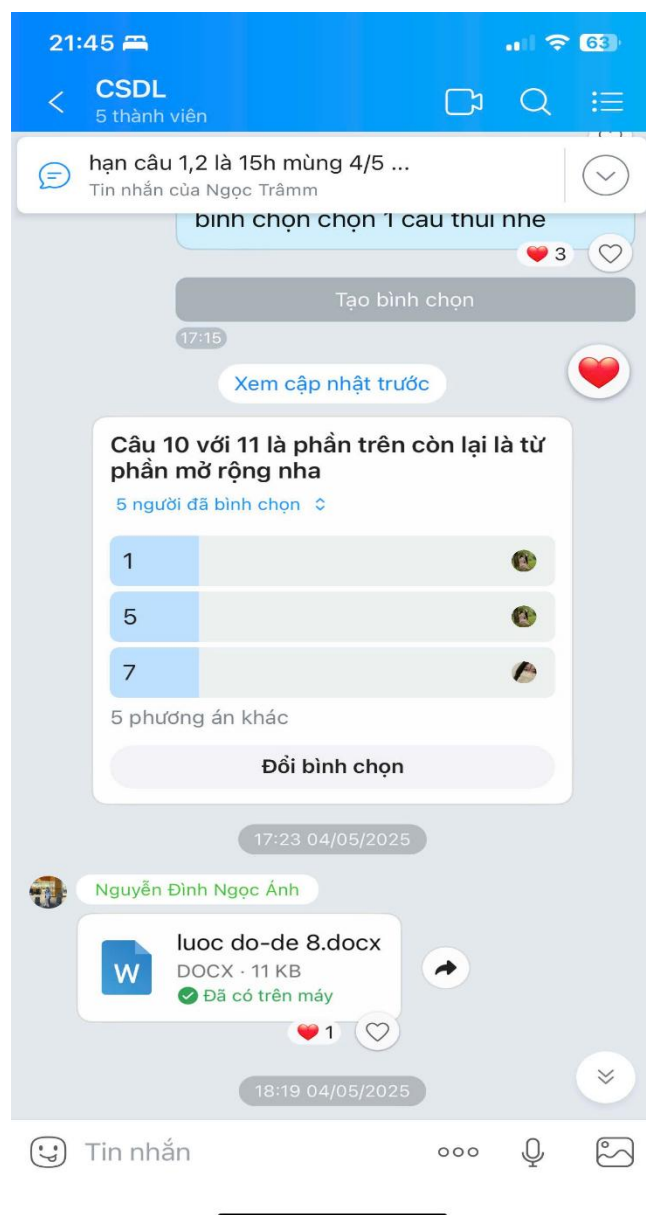 21:45
63
CSDL
5 thành viên
hạn câu 1,2 là 15h mùng 4/5 ...
Tin nhắn của Ngọc Trâmm
bình chọn chọn 1 câu thui nhé
3
Tạo bình chọn
17:15
Xem cập nhật trước
Câu 10 với 11 là phần trên còn lại là từ
phần mở rộng nha
5 người đã bình chọn
1
5
7
5 phương án khác
Đổi bình chọn
17:23 04/05/2025
Nguyễn Đình Ngọc Ánh
W
luoc do-de 8.docx
DOCX · 11 KB
Đã có trên máy
1
18:19 04/05/2025
Tin nhắn